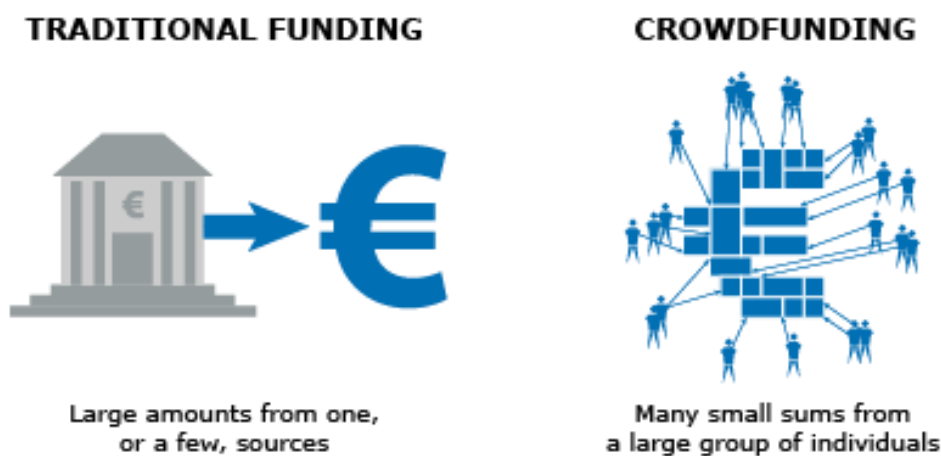 TRADITIONAL FUNDING
€
€
Large amounts from one,
or a few, sources
CROWDFUNDING
Many small sums from
a large group of individuals